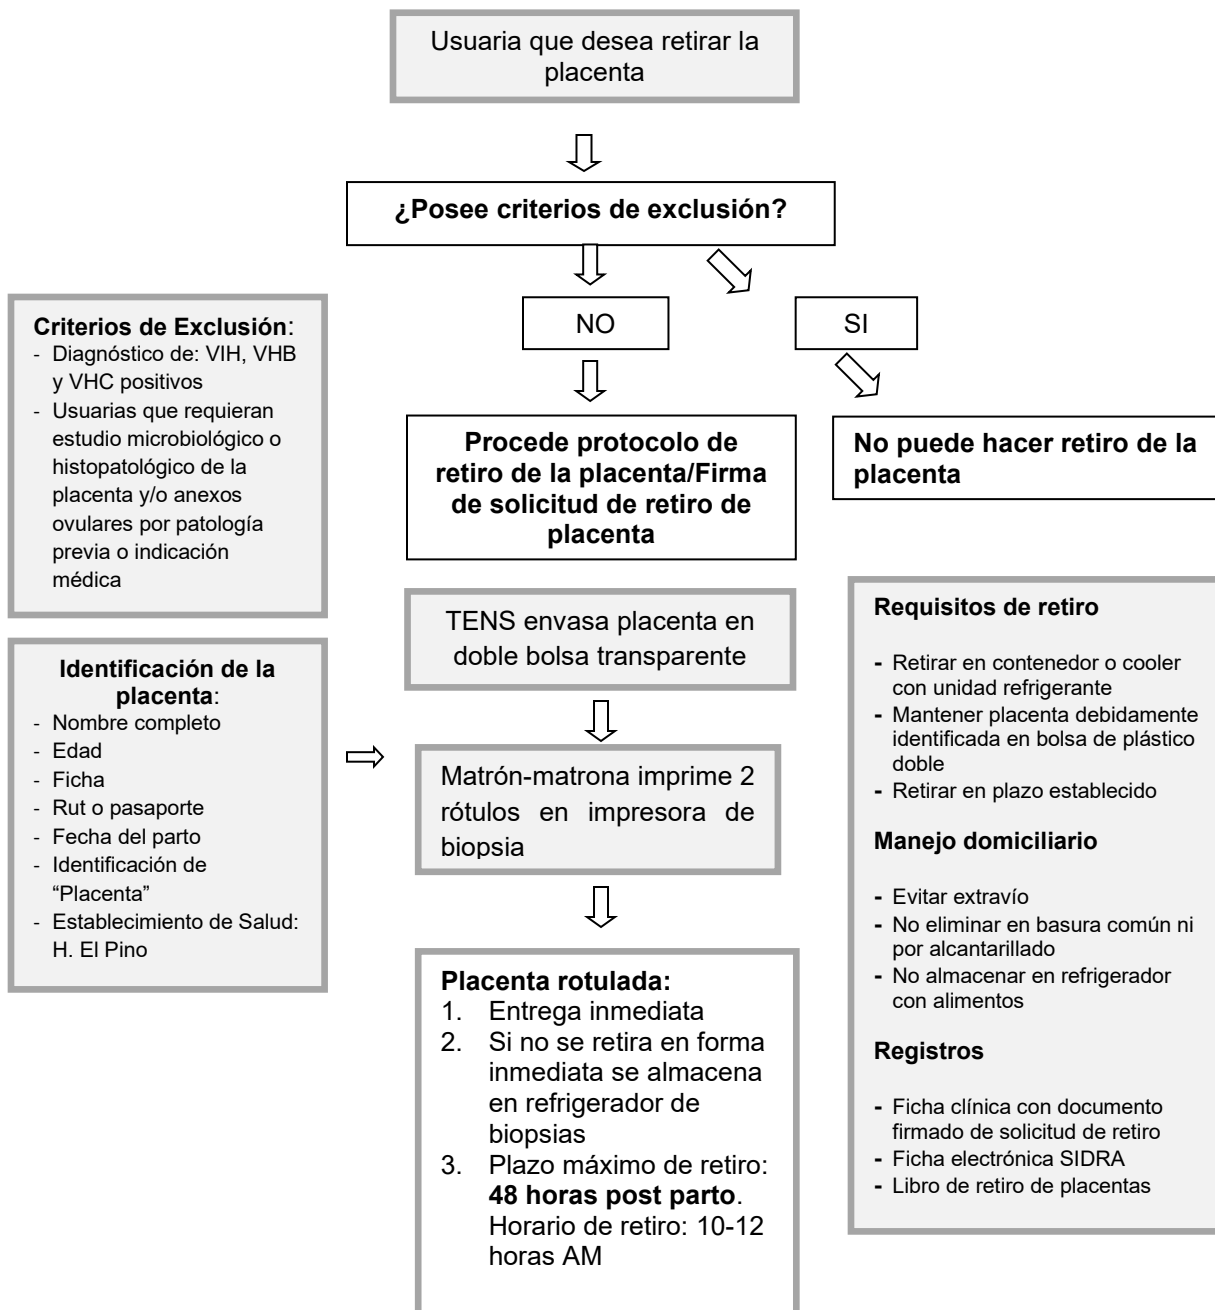 Usuaria que desea retirar la
placenta
¿Posee criterios de exclusión?
NO
SI
Criterios de Exclusión:
- Diagnóstico de: VIH, VHB
y VHC positivos
- Usuarias que requieran
estudio microbiológico o
histopatológico de la
placenta y/o anexos
ovulares por patología
previa o indicación
médica
Procede protocolo de
retiro de la placenta/Firma
de solicitud de retiro de
placenta
No puede hacer retiro de la
placenta
TENS envasa placenta en
doble bolsa transparente
Identificación de la
placenta:
- Nombre completo
- Edad
- Ficha
- Rut o pasaporte
- Fecha del parto
- Identificación de
“Placenta”
- Establecimiento de Salud:
H. El Pino
Matrón-matrona imprime 2
rótulos en impresora de
biopsia
Placenta rotulada:
1. Entrega inmediata
2. Si no se retira en forma
inmediata se almacena
en refrigerador de
biopsias
3. Plazo máximo de retiro:
48 horas post parto.
Horario de retiro: 10-12
horas AM
Requisitos de retiro
- Retirar en contenedor o cooler
con unidad refrigerante
- Mantener placenta debidamente
identificada en bolsa de plástico
doble
- Retirar en plazo establecido
Manejo domiciliario
- Evitar extravío
- No eliminar en basura común ni
por alcantarillado
- No almacenar en refrigerador
con alimentos
Registros
- Ficha clínica con documento
firmado de solicitud de retiro
- Ficha electrónica SIDRA
- Libro de retiro de placentas